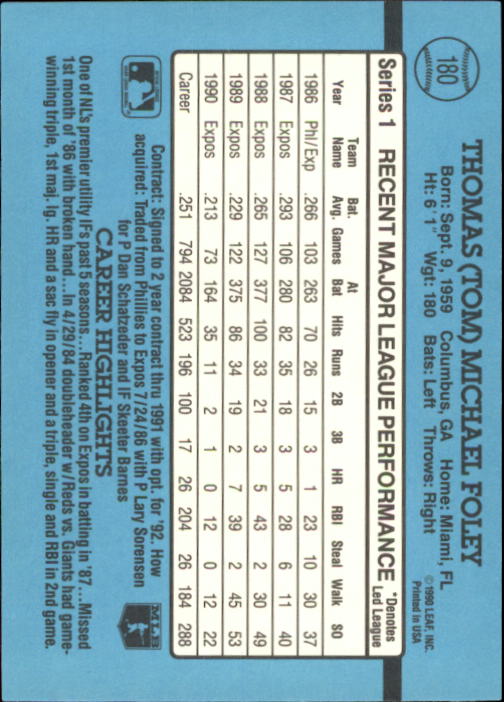 180
THOMAS (TOM) MICHAEL FOLEY
Born: Sept. 9, 1959 Columbus, GA Home: Miami, FL
Ht: 6' 1" Wgt: 180 Bats: Left Throws: Right
© 1990 LEAF, INC.
Printed in USA
Series 1 RECENT MAJOR LEAGUE PERFORMANCE *Denotes Led League
Year Team Name Bat. Avg. Games At Bat Hits Runs 2B 3B HR RBI Steal Walk SO
1986 Phi/Exp .266 103 263 70 26 15 3 1 23 10 30 37
1987 Expos .293 106 280 82 35 18 3 5 28 6 11 40
1988 Expos .265 127 377 100 33 21 3 5 43 2 30 49
1989 Expos .229 122 375 86 34 19 2 7 39 2 45 53
1990 Expos .213 73 164 35 11 2 1 0 12 0 12 22
Career .251 794 2084 523 196 100 17 26 204 26 184 288
Contract: Signed to 2 year contract thru 1991 with opt. for '92. How
acquired: Traded from Phillies to Expos 7/24/86 with P Lary Sorensen
for P Dan Schatzeder and IF Skeeter Barnes
MLB
CAREER HIGHLIGHTS
One of NL's premier utility IFs past 5 seasons...Ranked 4th on Expos in batting in '87...Missed
1st month of '86 with broken hand...In 4/29/84 doubleheader w/Reds vs. Giants had game-
winning triple, 1st maj. lg. HR and a sac fly in opener and a triple, single and RBI in 2nd game.